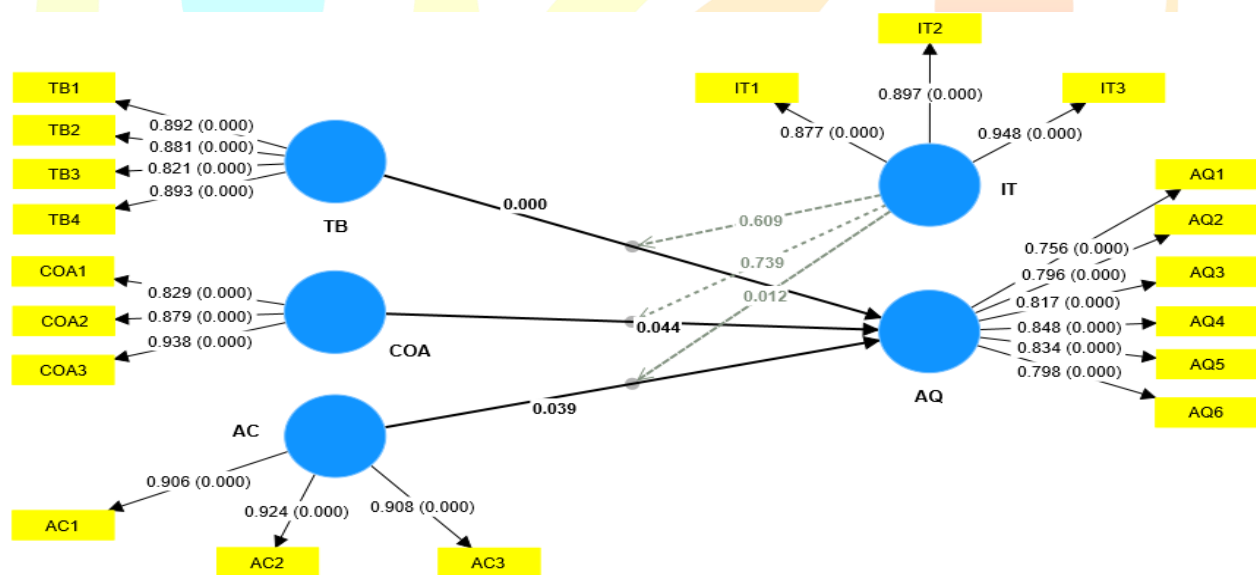 TB1
TB2
TB3
TB4
0.892 (0.000)
0.881 (0.000)
0.821 (0.000)
0.893 (0.000)
TB
COA1
COA2
COA3
0.829 (0.000)
0.879 (0.000)
0.938 (0.000)
COA
AC
0.906 (0.000)
0.924 (0.000)
0.908 (0.000)
AC1
AC2
AC3
0.000
0.044
0.039
0.609
0.739
0.012
IT2
IT1
IT3
0.897 (0.000)
0.877 (0.000)
0.948 (0.000)
IT
AQ1
AQ2
AQ3
AQ4
AQ5
AQ6
0.756 (0.000)
0.796 (0.000)
0.817 (0.000)
0.848 (0.000)
0.834 (0.000)
0.798 (0.000)
AQ